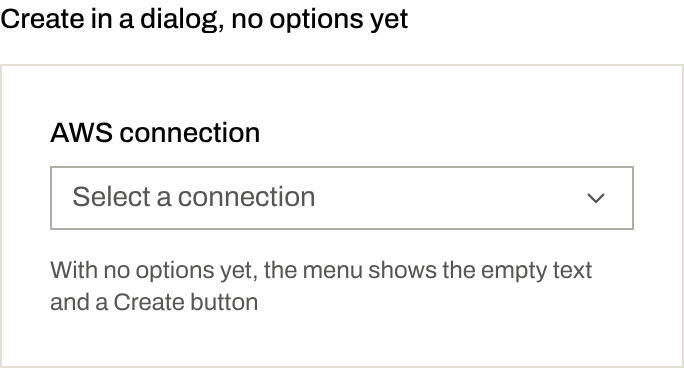 Create in a dialog, no options yet
AWS connection
Select a connection
With no options yet, the menu shows the empty text
and a Create button